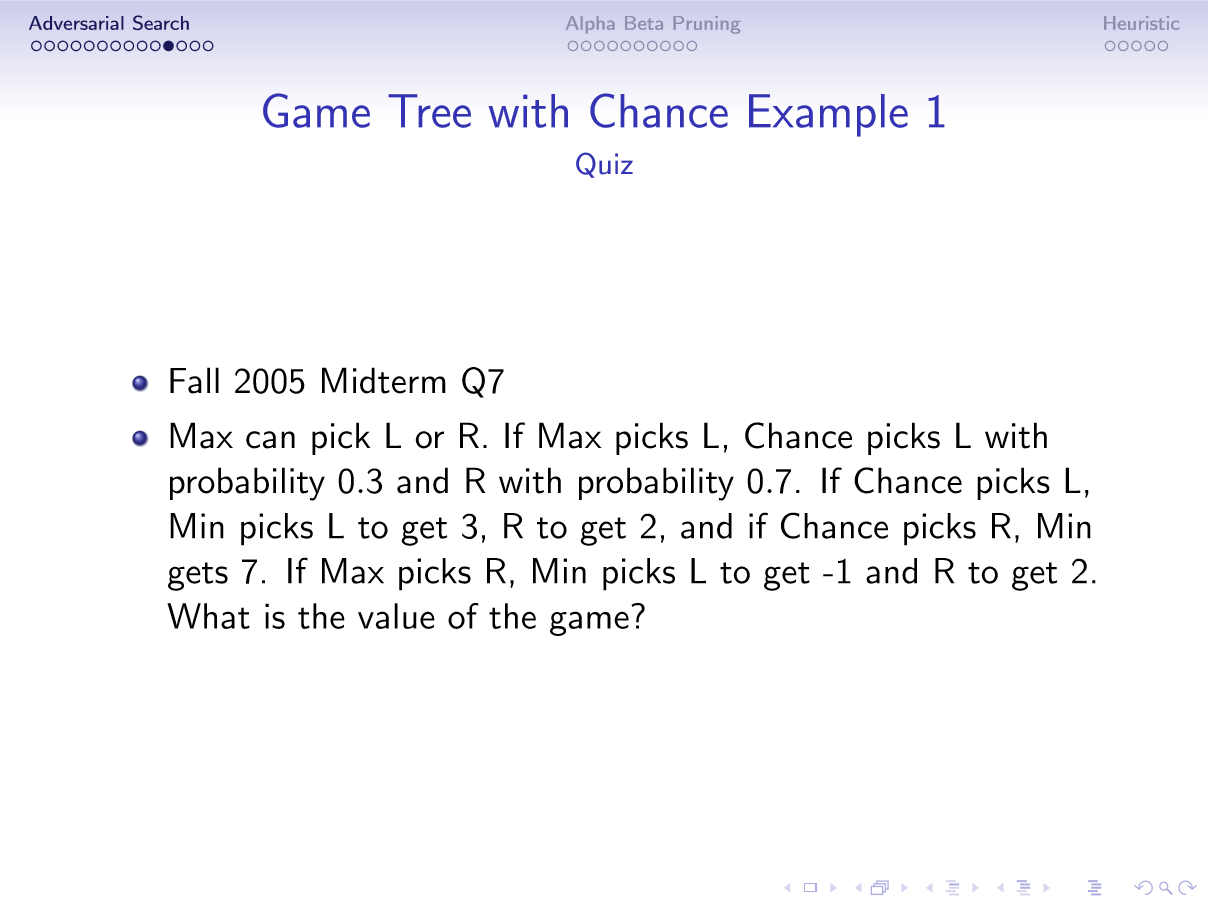 Adversarial Search
Alpha Beta Pruning
Heuristic
Game Tree with Chance Example 1
Quiz
Fall 2005 Midterm Q7
Max can pick L or R. If Max picks L, Chance picks L with
probability 0.3 and R with probability 0.7. If Chance picks L,
Min picks L to get 3, R to get 2, and if Chance picks R, Min
gets 7. If Max picks R, Min picks L to get -1 and R to get 2.
What is the value of the game?